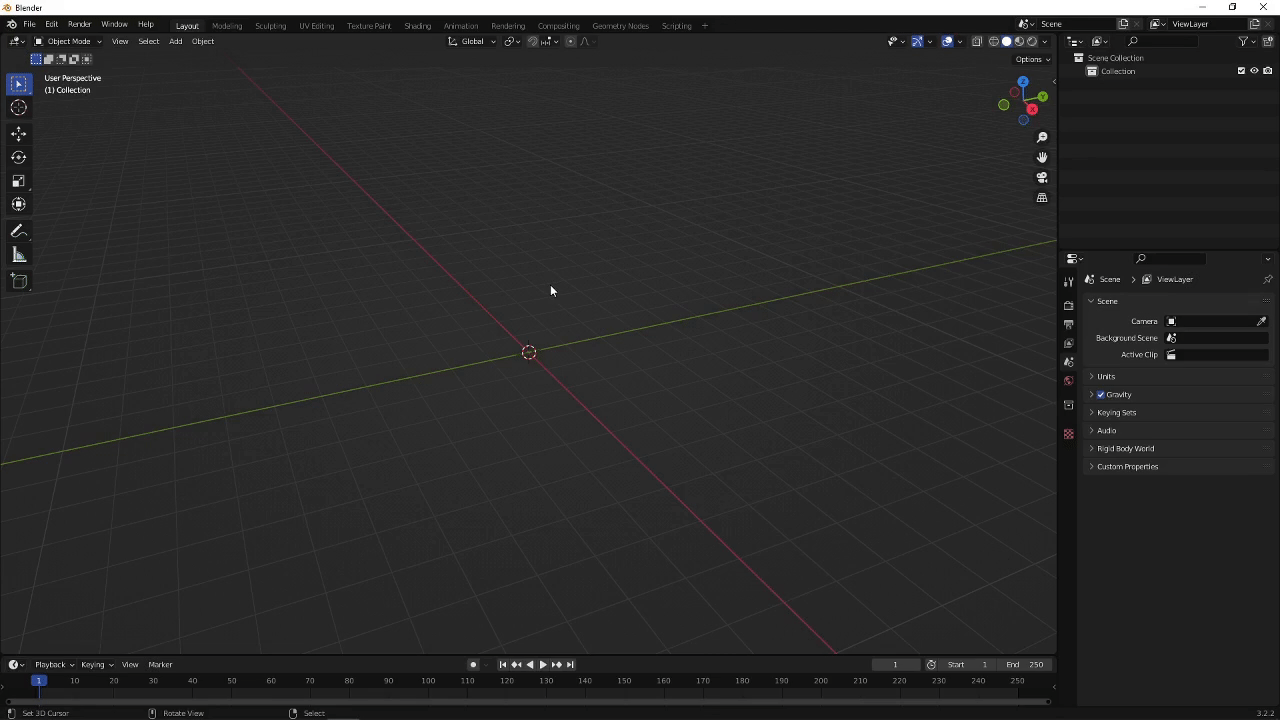 Blender
File Edit Render Window Help Layout Modeling Sculpting UV Editing Texture Paint Shading Animation Rendering Compositing Geometry Nodes Scripting + Scene ViewLayer
Object Mode View Select Add Object Global
Options
User Perspective
(1) Collection
Z
Y
X
Scene Collection
Collection
Scene > ViewLayer
Scene
Camera
Background Scene
Active Clip
Units
Gravity
Keying Sets
Audio
Rigid Body World
Custom Properties
Playback Keying View Marker 1 Start 1 End 250
1 10 20 30 40 50 60 70 80 90 100 110 120 130 140 150 160 170 180 190 200 210 220 230 240 250
Set 3D Cursor Rotate View Select 3.2.2